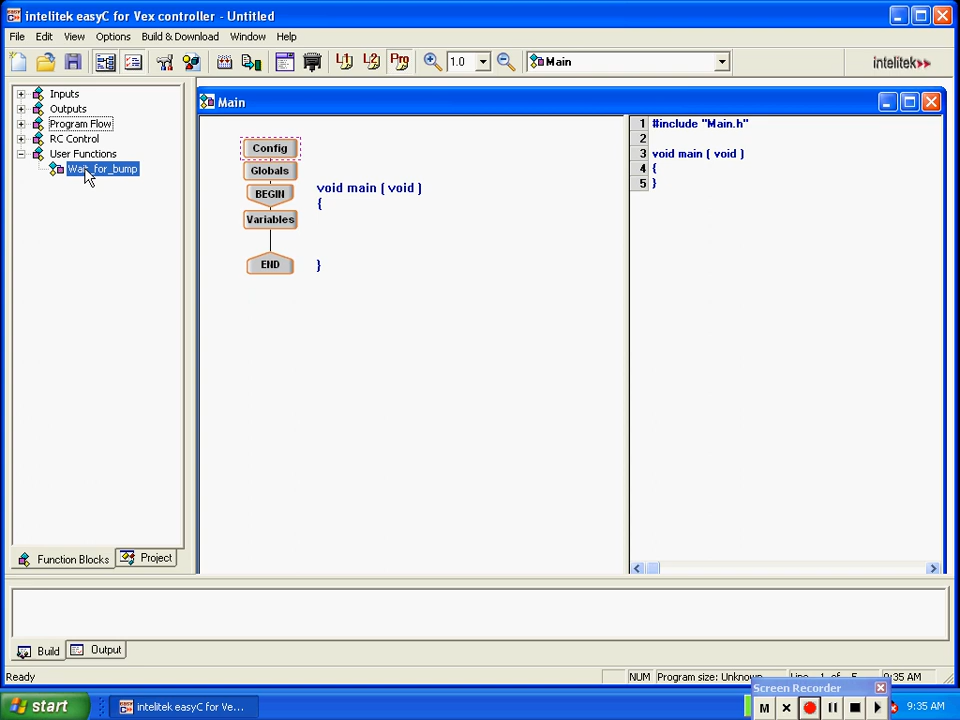 intelitek easyC for Vex controller - Untitled
File Edit View Options Build & Download Window Help
L1 L2 Prg 1.0 Main intelitek
Inputs
Outputs
Program Flow
RC Control
User Functions
Wait_for_bump
Function Blocks Project
Main
Config
Globals
BEGIN void main ( void )
{
Variables
END }
1 #include "Main.h"
2
3 void main ( void )
4 {
5 }
Build Output
Ready NUM Program size: Unknown 9:35 AM
Screen Recorder
M
start intelitek easyC for Ve... 9:35 AM